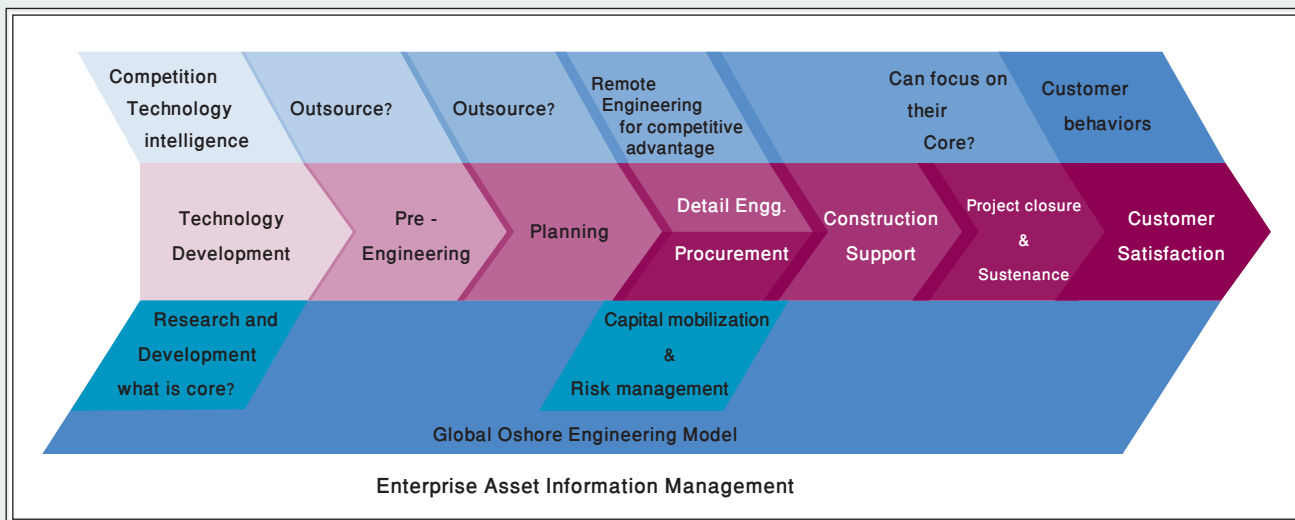 Competition
Technology
intelligence
Outsource?
Outsource?
Remote
Engineering
for competitive
advantage
Can focus on
their
Core?
Customer
behaviors
Technology
Development
Pre -
Engineering
Planning
Detail Engg.
Procurement
Construction
Support
Project closure
&
Sustenance
Customer
Satisfaction
Research and
Development
what is core?
Capital mobilization
&
Risk management
Global Oshore Engineering Model
Enterprise Asset Information Management